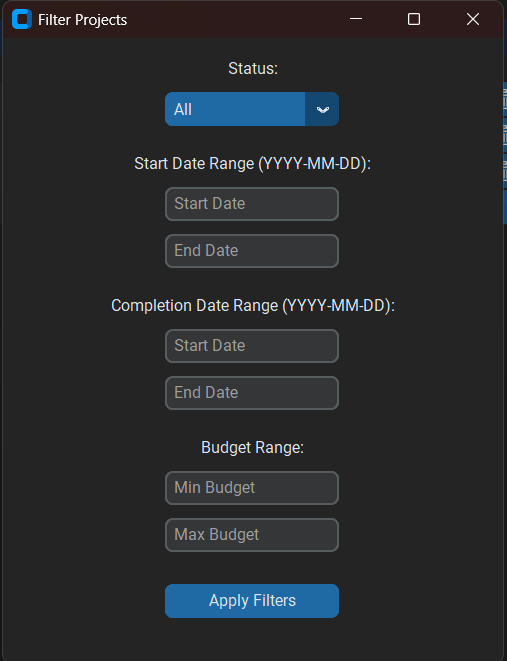 Filter Projects
Status:
All
Start Date Range (YYYY-MM-DD):
Start Date
End Date
Completion Date Range (YYYY-MM-DD):
Start Date
End Date
Budget Range:
Min Budget
Max Budget
Apply Filters